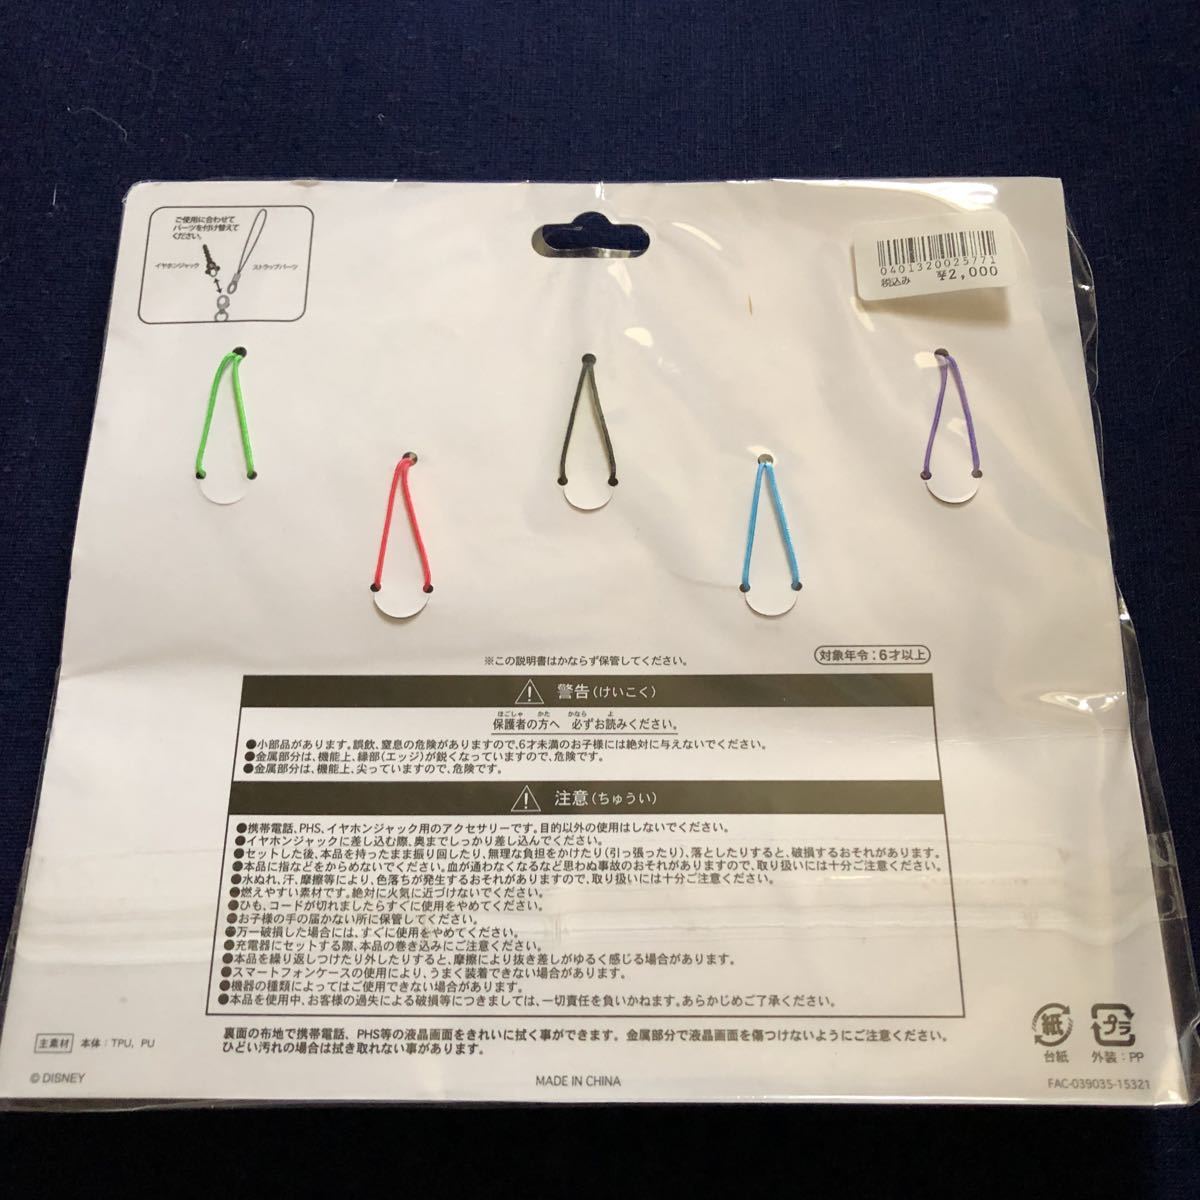 ご使用に合わせて
パーツを付け替えて
ください。
イヤホンジャック
ストラップパーツ
0401320025771
税込み ¥2,000
※この説明書はかならず保管してください。
対象年令:6才以上
警告(けいこく)
ほごしゃ かた かなら よ
保護者の方へ 必ずお読みください。
●小部品があります。誤飲、窒息の危険がありますので、6才未満のお子様には絶対に与えないでください。
●金属部分は、機能上、縁部(エッジ)が鋭くなっていますので、危険です。
●金属部分は、機能上、尖っていますので、危険です。
注意(ちゅうい)
●携帯電話、PHS、イヤホンジャック用のアクセサリーです。目的以外の使用はしないでください。
●イヤホンジャックに差し込む際、奥までしっかり差し込んでください。
●セットした後、本品を持ったまま振り回したり、無理な負担をかけたり(引っ張ったり)、落としたりすると、破損するおそれがあります。
●本品に指などをからめないでください。血が通わなくなるなど思わぬ事故のおそれがありますので、取り扱いには十分ご注意ください。
●水ぬれ、汗、摩擦等により、色落ちが発生するおそれがありますので、取り扱いには十分ご注意ください。
●燃えやすい素材です。絶対に火気に近づけないでください。
●ひも、コードが切れましたらすぐに使用をやめてください。
●お子様の手の届かない所に保管してください。
●万一破損した場合には、すぐに使用をやめてください。
●充電器にセットする際、本品の巻き込みにご注意ください。
●本品を繰り返しつけたり外したりすると、摩擦により抜き差しがゆるく感じる場合があります。
●スマートフォンケースの使用により、うまく装着できない場合があります。
●機器の種類によってはご使用できない場合があります。
●本品を使用中、お客様の過失による破損等につきましては、一切責任を負いかねます。あらかじめご了承ください。
裏面の布地で携帯電話、PHS等の液晶画面をきれいに拭く事ができます。金属部分で液晶画面を傷つけないようにご注意ください。
ひどい汚れの場合は拭き取れない事があります。
主素材 本体:TPU, PU
紙
台紙
プラ
外装:PP
© DISNEY
MADE IN CHINA
FAC-039035-15321